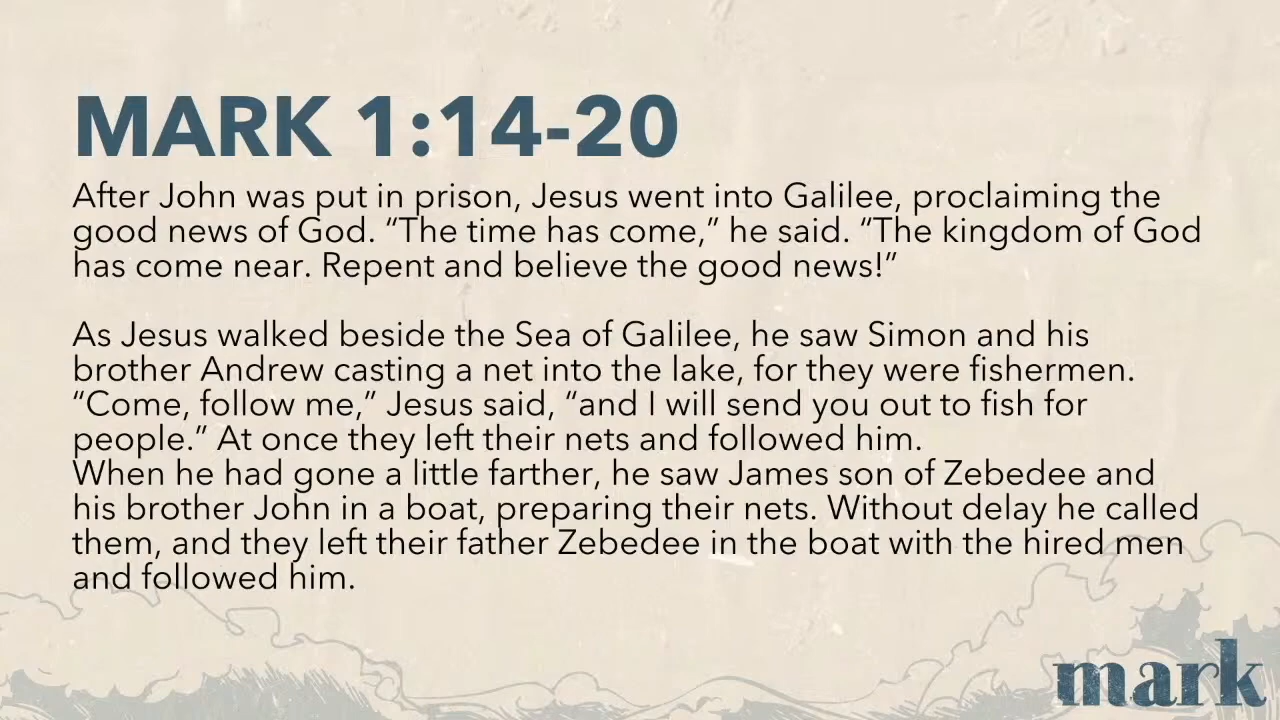 MARK 1:14-20
After John was put in prison, Jesus went into Galilee, proclaiming the
good news of God. “The time has come,” he said. “The kingdom of God
has come near. Repent and believe the good news!”
As Jesus walked beside the Sea of Galilee, he saw Simon and his
brother Andrew casting a net into the lake, for they were fishermen.
“Come, follow me,” Jesus said, “and I will send you out to fish for
people.” At once they left their nets and followed him.
When he had gone a little farther, he saw James son of Zebedee and
his brother John in a boat, preparing their nets. Without delay he called
them, and they left their father Zebedee in the boat with the hired men
and followed him.
mark